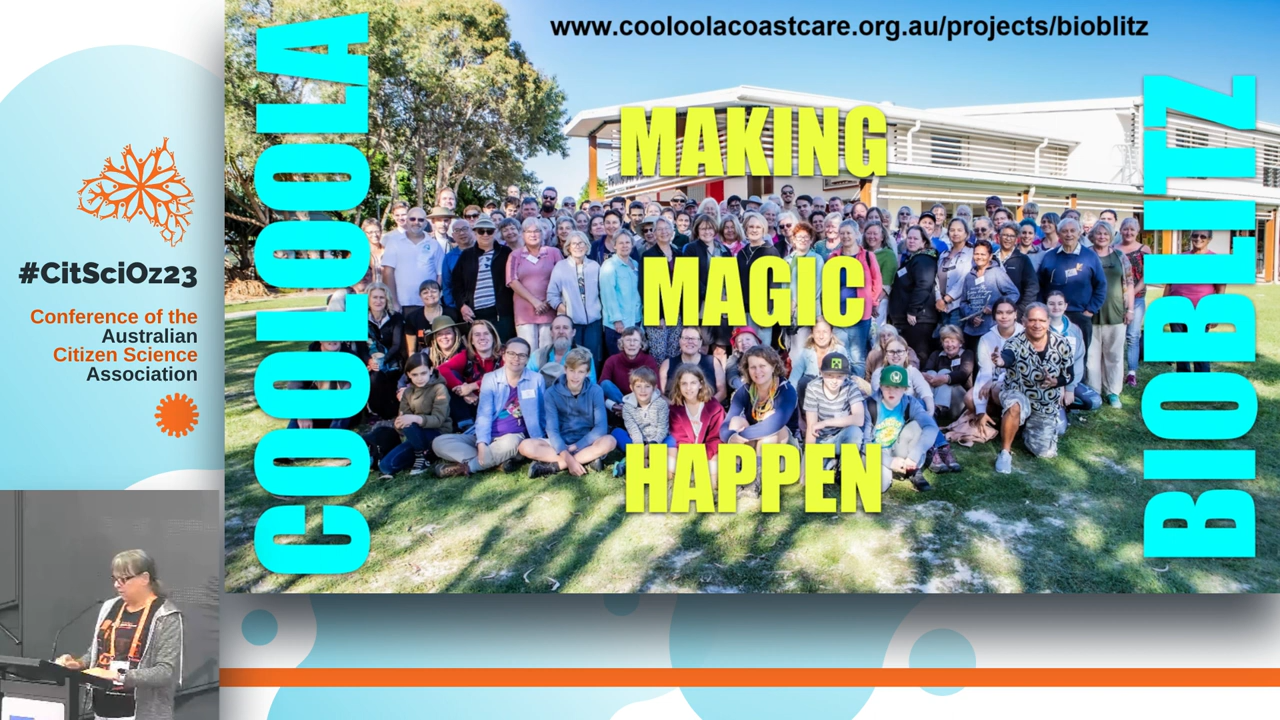 #CitSciOz23
Conference of the
Australian
Citizen Science
Association
www.cooloolacoastcare.org.au/projects/bioblitz
COOLOOLA
MAKING
MAGIC
HAPPEN
BIOBLITZ